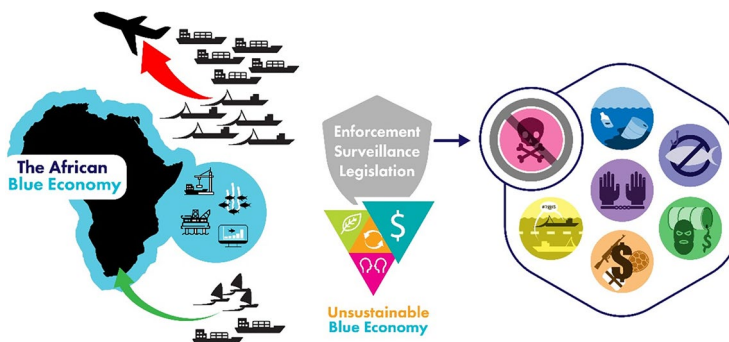 The African
Blue Economy
Enforcement
Surveillance
Legislation
$
Unsustainable
Blue Economy
$
$